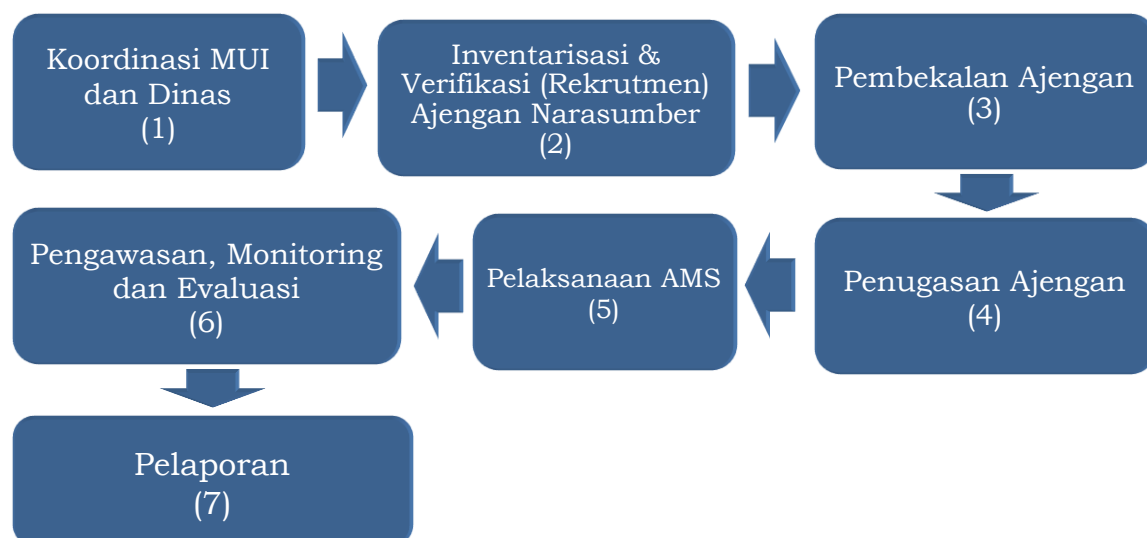 Koordinasi MUI
dan Dinas
(1)
Inventarisasi &
Verifikasi (Rekrutmen)
Ajengan Narasumber
(2)
Pembekalan Ajengan
(3)
Penugasan Ajengan
(4)
Pelaksanaan AMS
(5)
Pengawasan, Monitoring
dan Evaluasi
(6)
Pelaporan
(7)